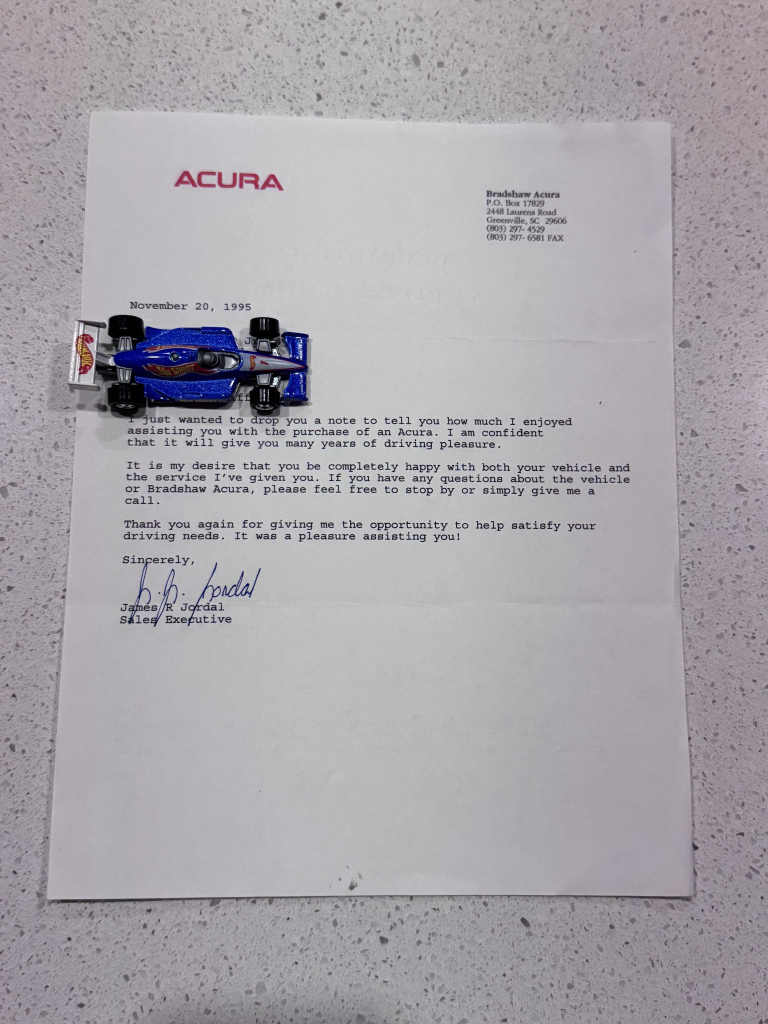 ACURA
Bradshaw Acura
P.O. Box 17829
2448 Laurens Road
Greenville, SC 29606
(803) 297- 4529
(803) 297- 6581 FAX
November 20, 1995
I just wanted to drop you a note to tell you how much I enjoyed
assisting you with the purchase of an Acura. I am confident
that it will give you many years of driving pleasure.
It is my desire that you be completely happy with both your vehicle and
the service I've given you. If you have any questions about the vehicle
or Bradshaw Acura, please feel free to stop by or simply give me a
call.
Thank you again for giving me the opportunity to help satisfy your
driving needs. It was a pleasure assisting you!
Sincerely,
James R Jordal
Sales Executive